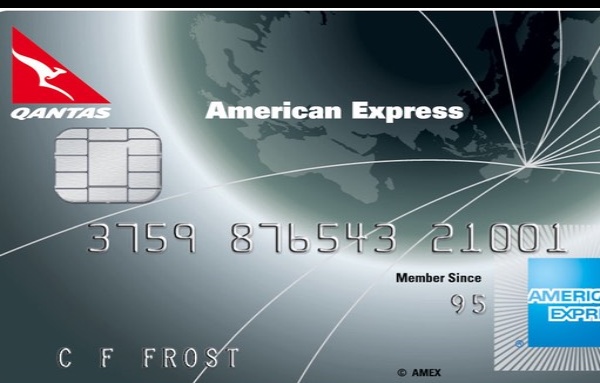 QANTAS
American Express
3759 876543 21001
Member Since
95
AMERIC
EXPR
C F FROST
© AMEX